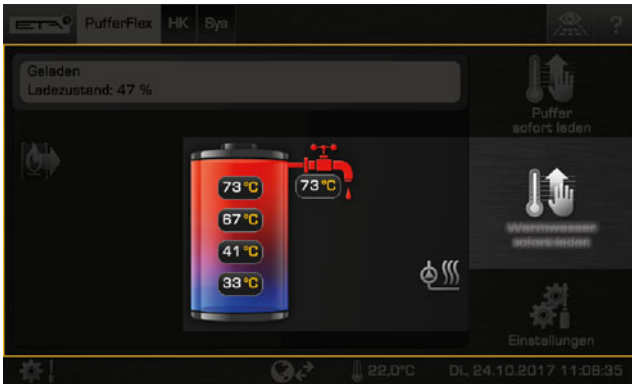 ETA PufferFlex HK Sys ?
Geladen
Ladezustand: 47 %
Puffer
sofort laden
73 °C 73 °C
67 °C
41 °C
33 °C
Warmwasser
sofort laden
Einstellungen
22,0°C Di., 24.10.2017 11:08:35